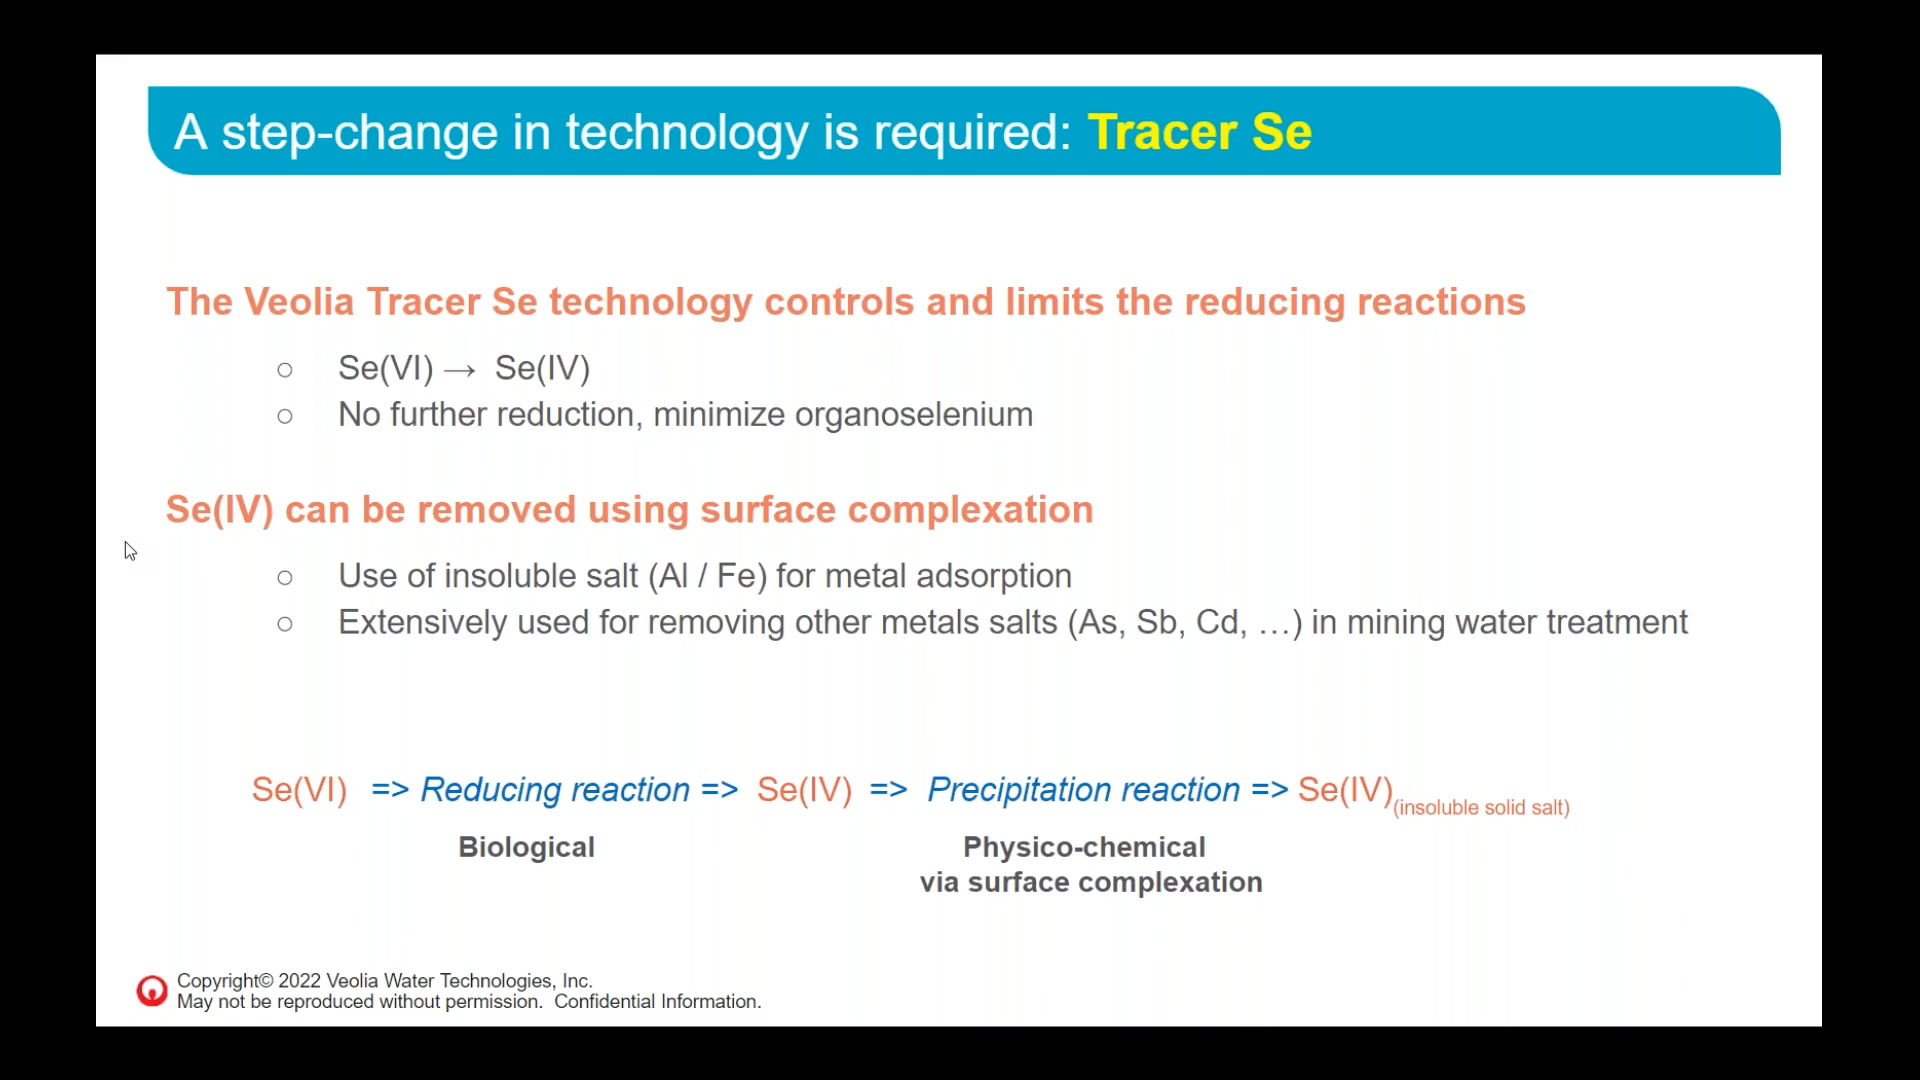 A step-change in technology is required: Tracer Se
The Veolia Tracer Se technology controls and limits the reducing reactions
○ Se(VI) → Se(IV)
○ No further reduction, minimize organoselenium
Se(IV) can be removed using surface complexation
○ Use of insoluble salt (Al / Fe) for metal adsorption
○ Extensively used for removing other metals salts (As, Sb, Cd, …) in mining water treatment
Se(VI) => Reducing reaction => Se(IV) => Precipitation reaction => Se(IV)(insoluble solid salt)
Biological Physico-chemical
via surface complexation
Copyright© 2022 Veolia Water Technologies, Inc.
May not be reproduced without permission. Confidential Information.